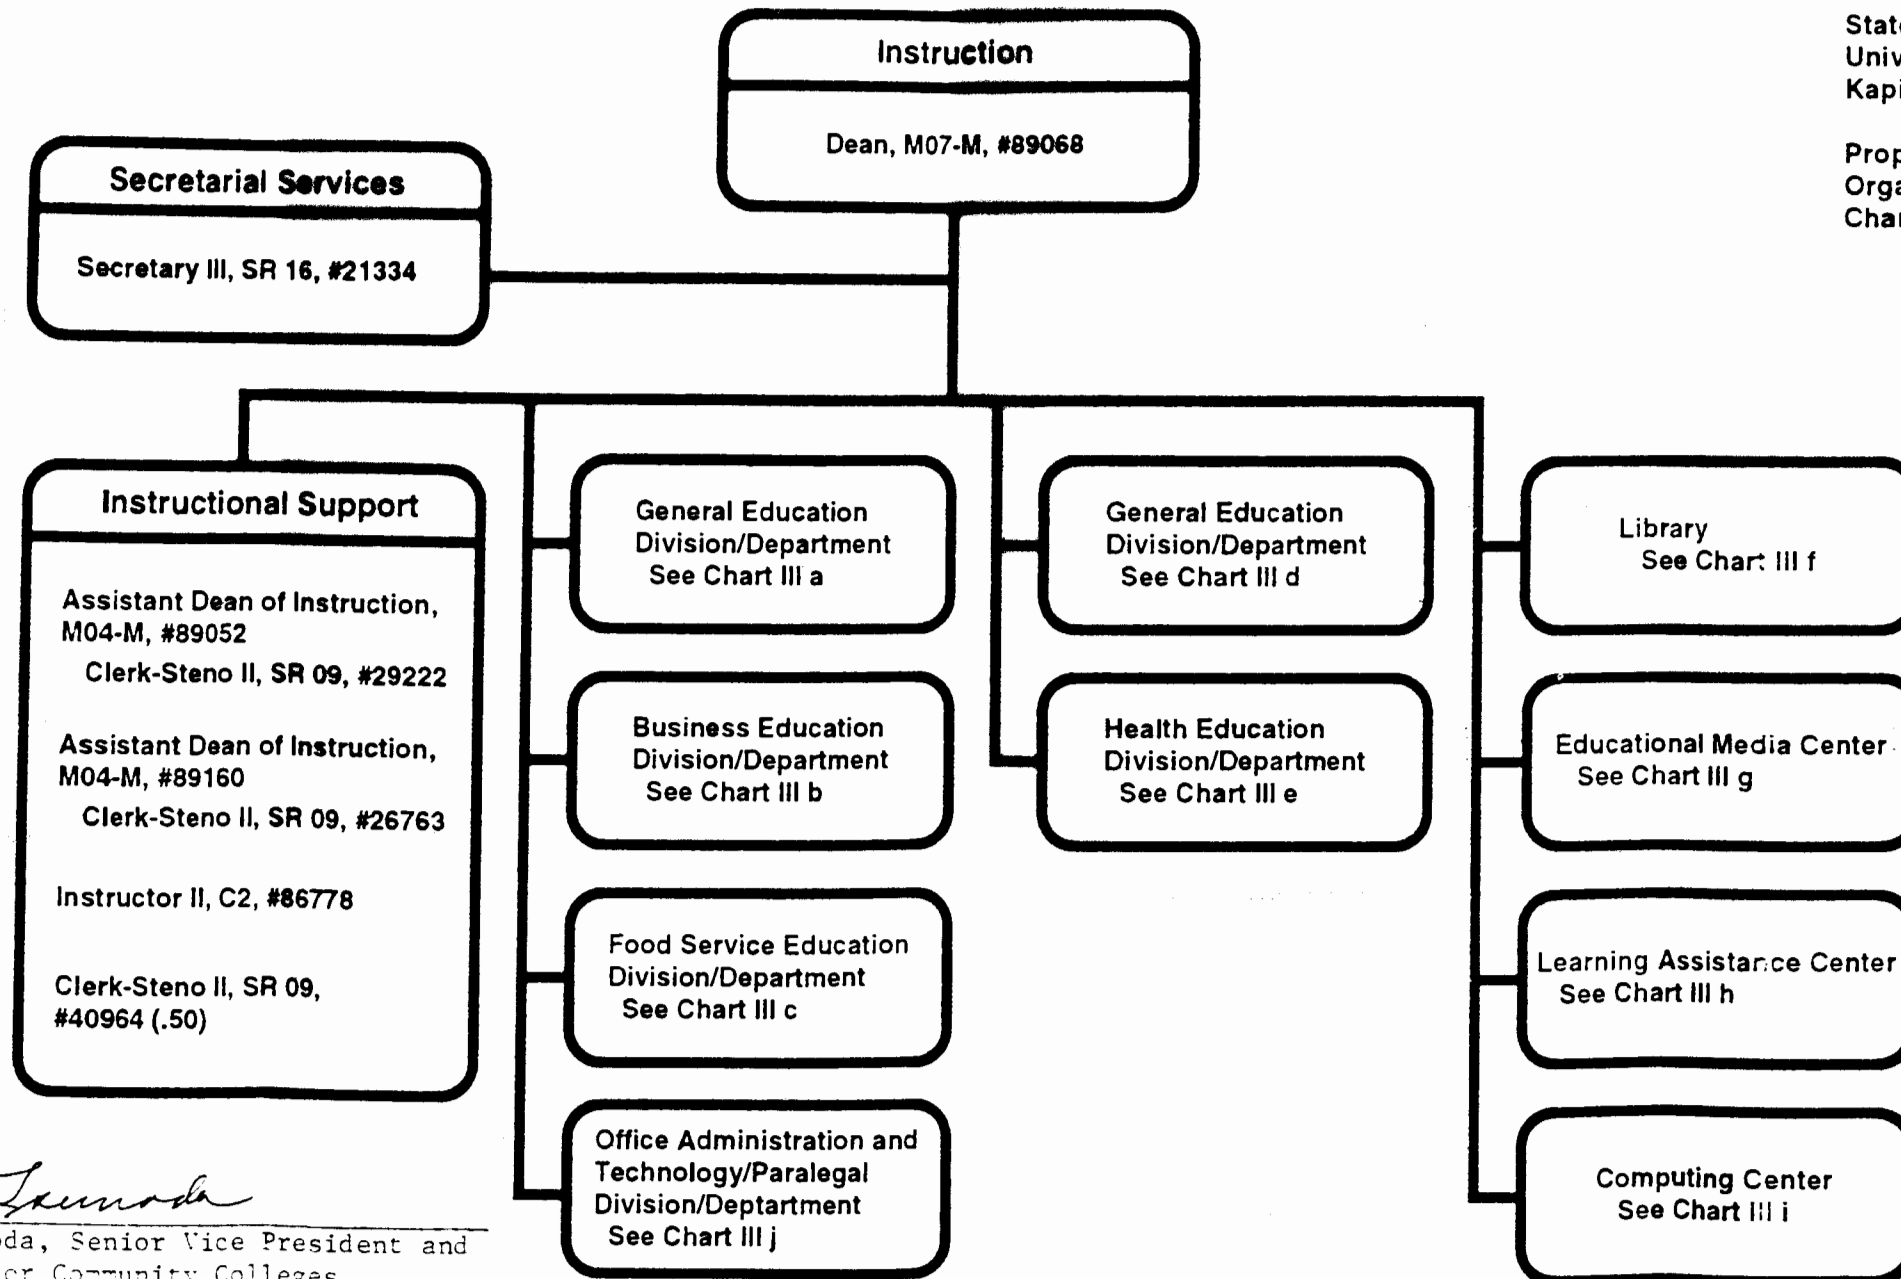 Instruction
Dean, M07-M, #89068
Secretarial Services
Secretary III, SR 16, #21334
Instructional Support
Assistant Dean of Instruction,
M04-M, #89052
Clerk-Steno II, SR 09, #29222
Assistant Dean of Instruction,
M04-M, #89160
Clerk-Steno II, SR 09, #26763
Instructor II, C2, #86778
Clerk-Steno II, SR 09,
#40964 (.50)
General Education
Division/Department
See Chart III a
Business Education
Division/Department
See Chart III b
Food Service Education
Division/Department
See Chart III c
Office Administration and
Technology/Paralegal
Division/Deptartment
See Chart III j
General Education
Division/Department
See Chart III d
Health Education
Division/Department
See Chart III e
Library
See Chart III f
Educational Media Center
See Chart III g
Learning Assistance Center
See Chart III h
Computing Center
See Chart III i
Senior Vice President and
Community Colleges